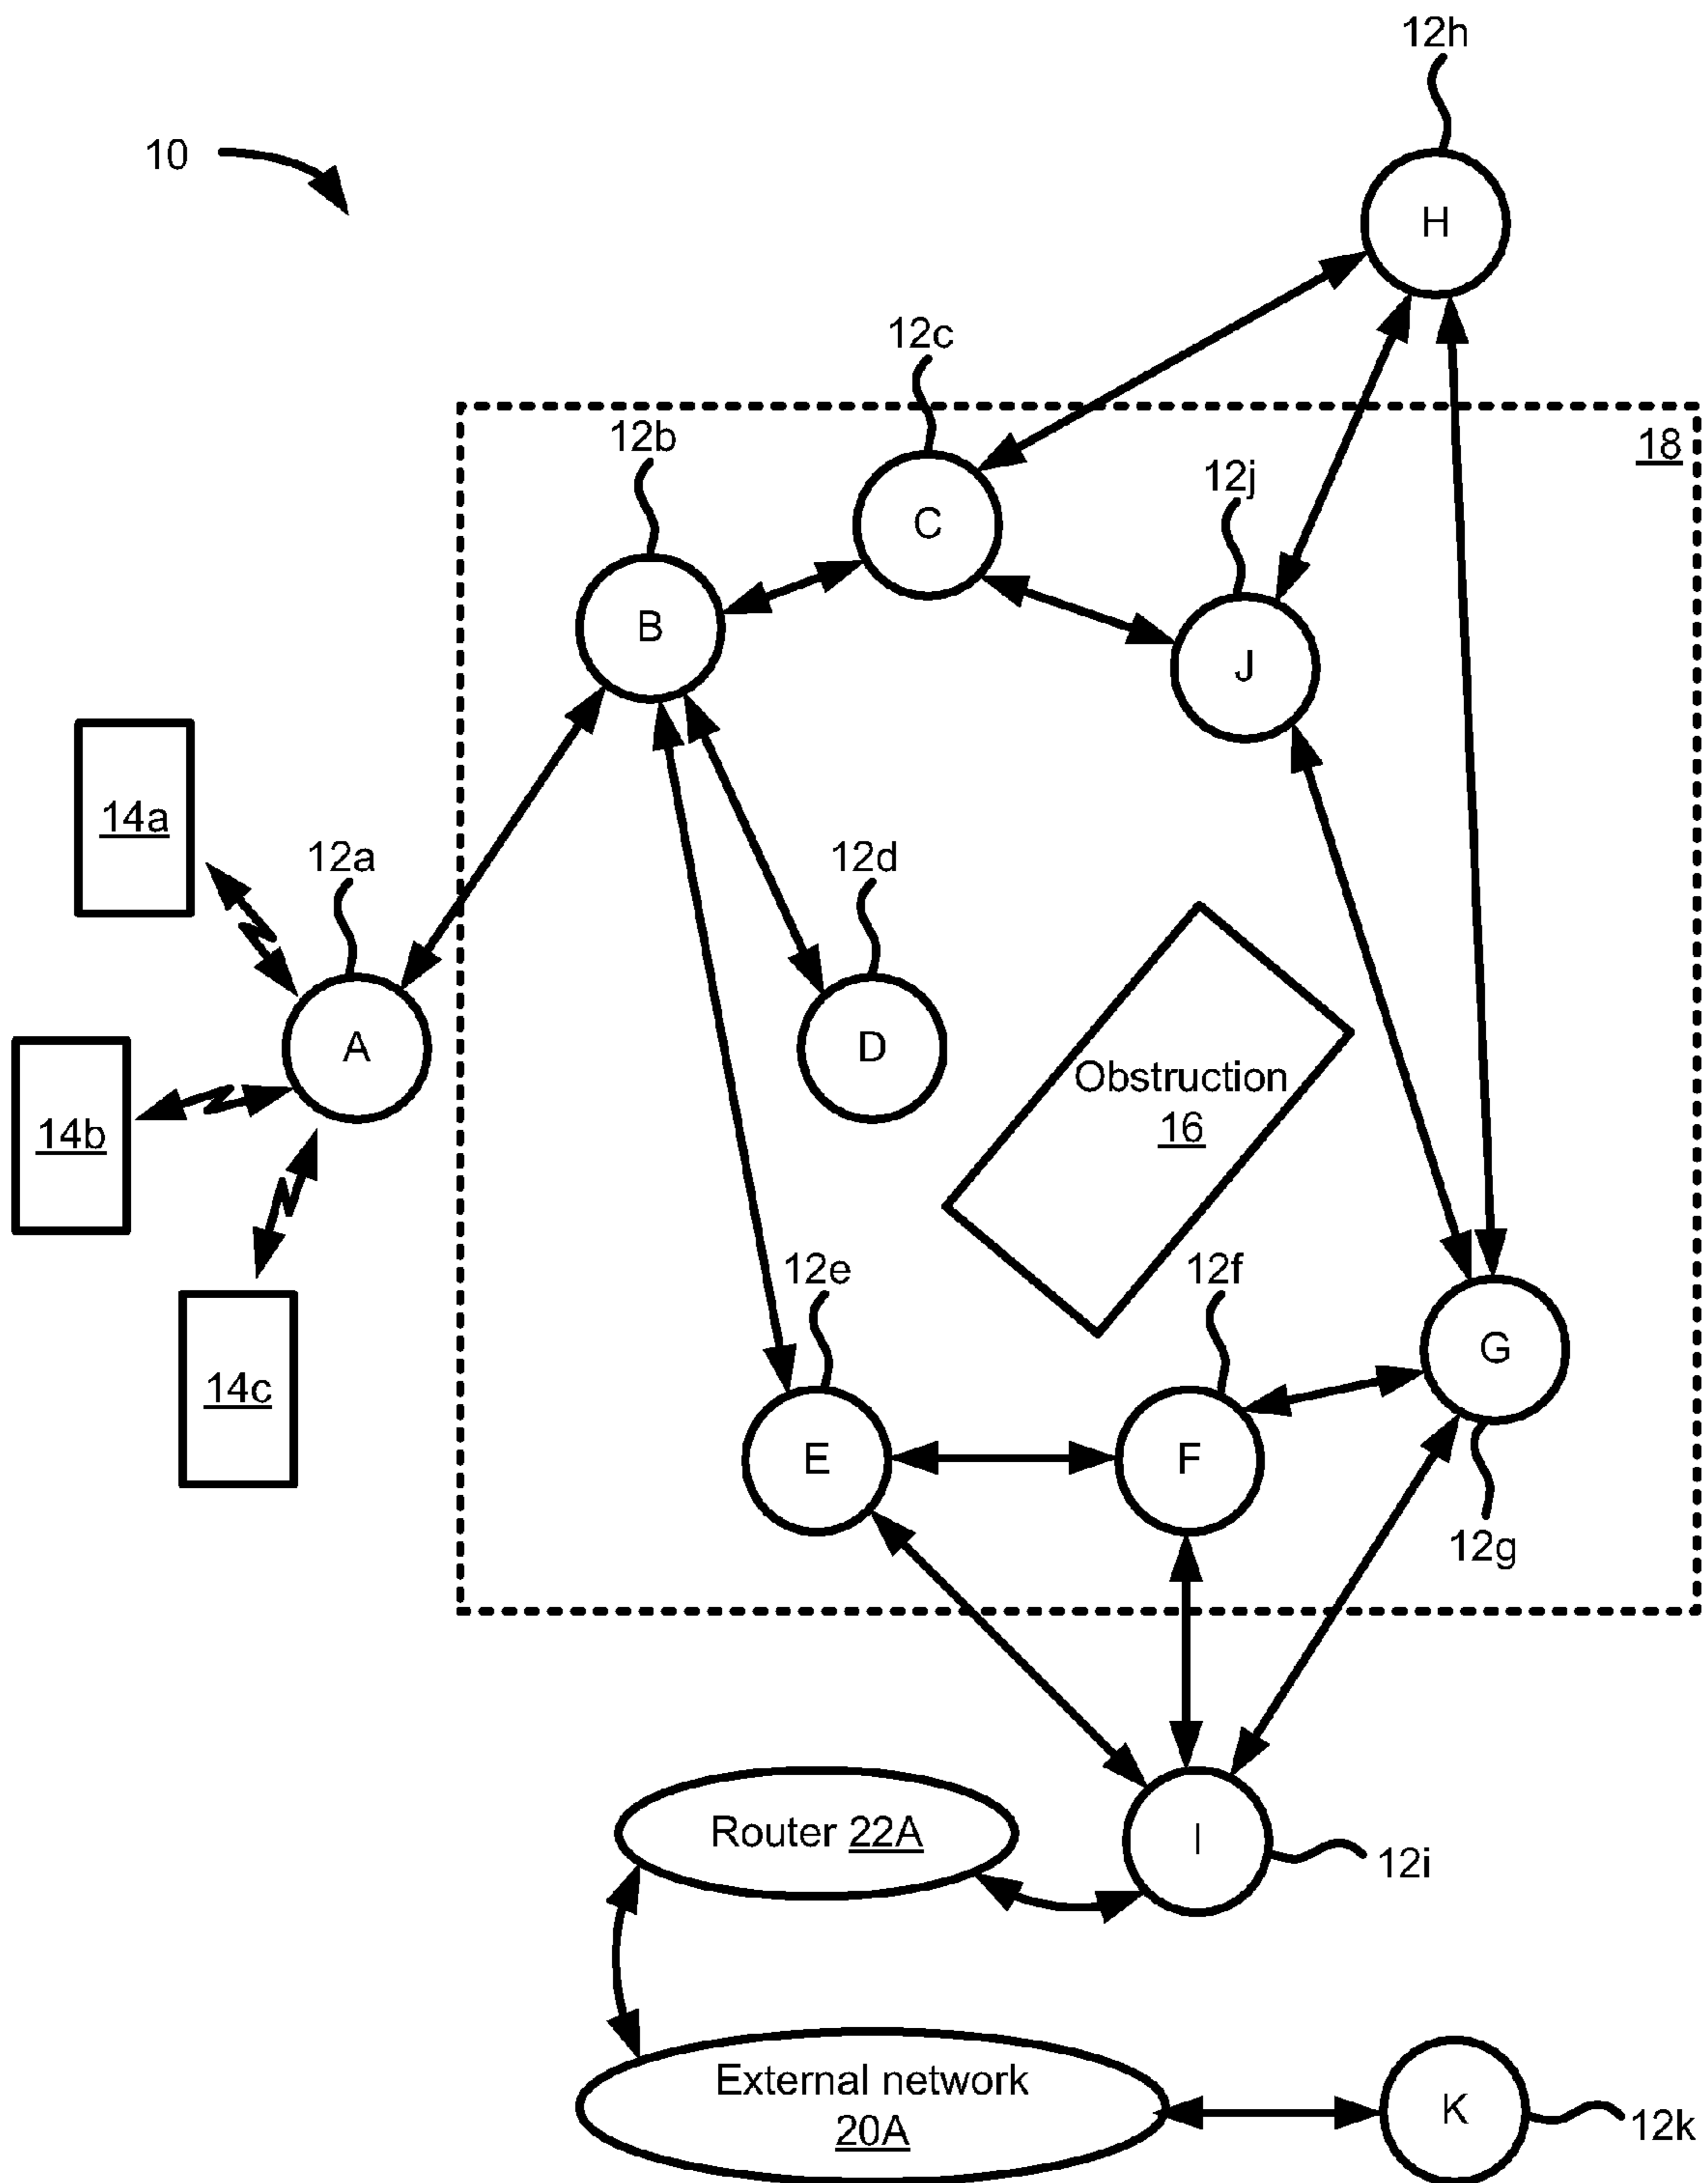 12h
10
H
12c
12b
18
C
12j
B
J
14a
12a
12d
A
D
Obstruction
16
14b
12e
12f
G
14c
E
F
12g
Router 22A
I
12i
External network
20A
K
12k